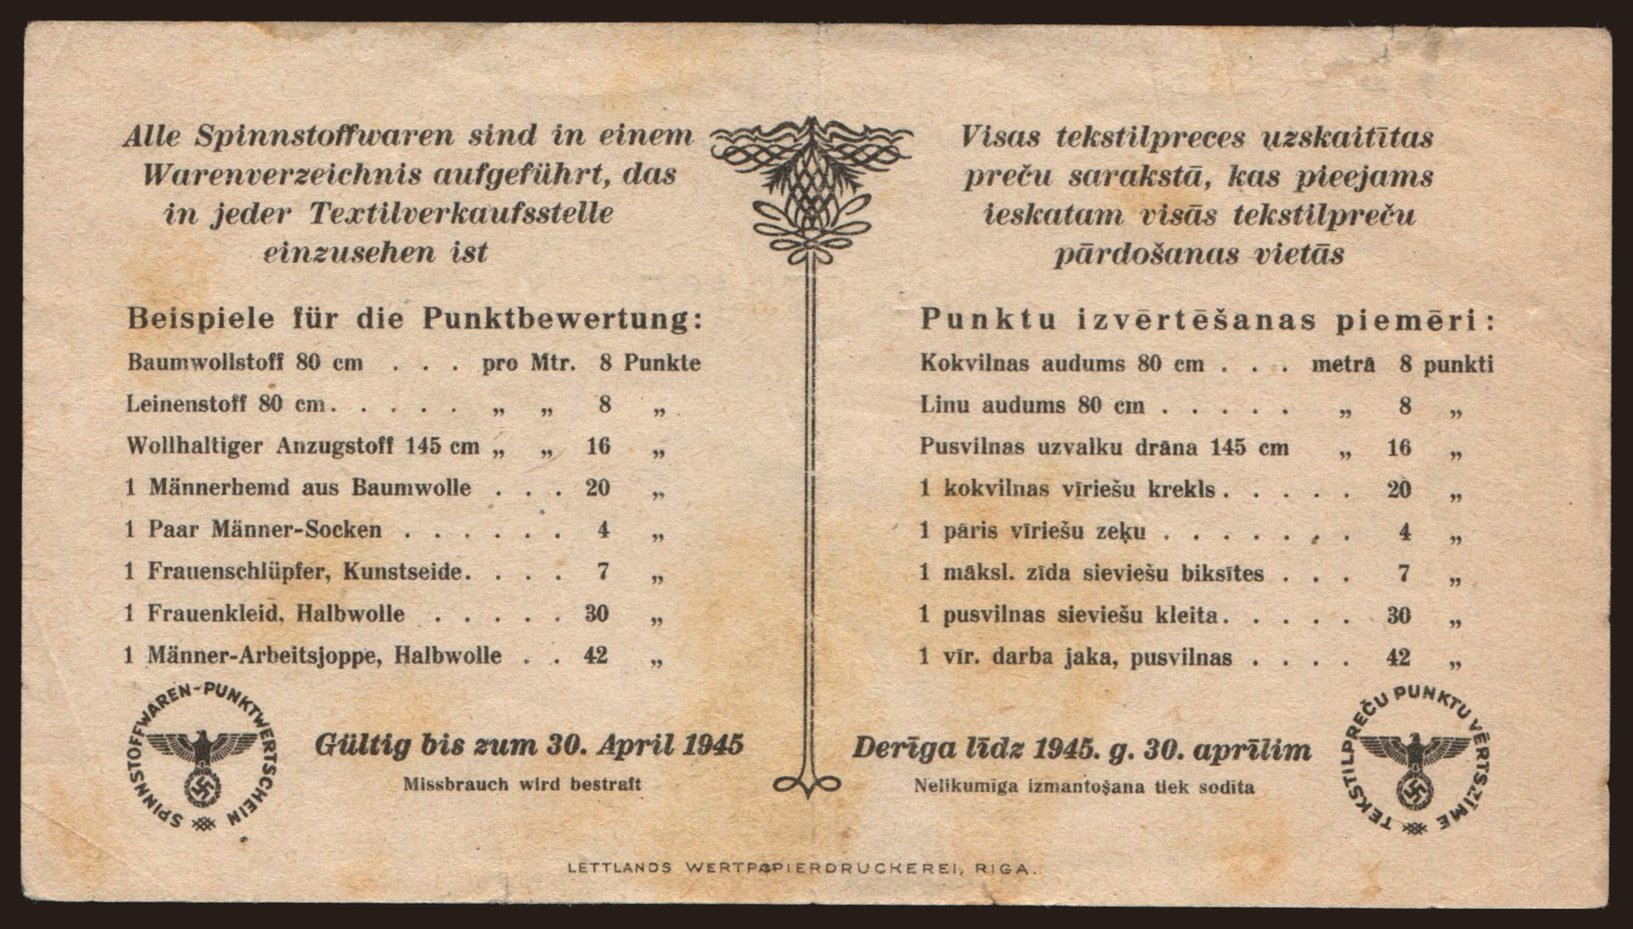 Alle Spinnstoffwaren sind in einem
Warenverzeichnis aufgeführt, das
in jeder Textilverkaufsstelle
einzusehen ist
Beispiele für die Punktbewertung:
Baumwollstoff 80 cm . . . pro Mtr. 8 Punkte
Leinenstoff 80 cm. . . . . . „ „ 8 „
Wollhaltiger Anzugstoff 145 cm „ „ 16 „
1 Männerhemd aus Baumwolle . . . 20 „
1 Paar Männer-Socken . . . . . . 4 „
1 Frauenschlüpfer, Kunstseide. . . . 7 „
1 Frauenkleid, Halbwolle . . . . . 30 „
1 Männer-Arbeitsjoppe, Halbwolle . . 42 „
SPINNSTOFFWAREN-PUNKTWERTSCHEIN
Gültig bis zum 30. April 1945
Missbrauch wird bestraft
Visas tekstilpreces uzskaitītas
preču sarakstā, kas pieejams
ieskatam visās tekstilpreču
pārdošanas vietās
Punktu izvērtēšanas piemēri:
Kokvilnas audums 80 cm . . . metrā 8 punkti
Linu audums 80 cm . . . . . „ 8 „
Pusvilnas uzvalku drāna 145 cm „ 16 „
1 kokvilnas vīriešu krekls. . . . . 20 „
1 pāris vīriešu zeķu . . . . . . . 4 „
1 māksl. zīda sieviešu biksītes . . . 7 „
1 pusvilnas sieviešu kleita. . . . . 30 „
1 vīr. darba jaka, pusvilnas . . . . 42 „
Derīga līdz 1945. g. 30. aprīlim
Nelikumīga izmantošana tiek sodīta
TEKSTILPREČU PUNKTU VĒRTSZĪME
LETTLANDS WERTPAPIERDRUCKEREI, RIGA.